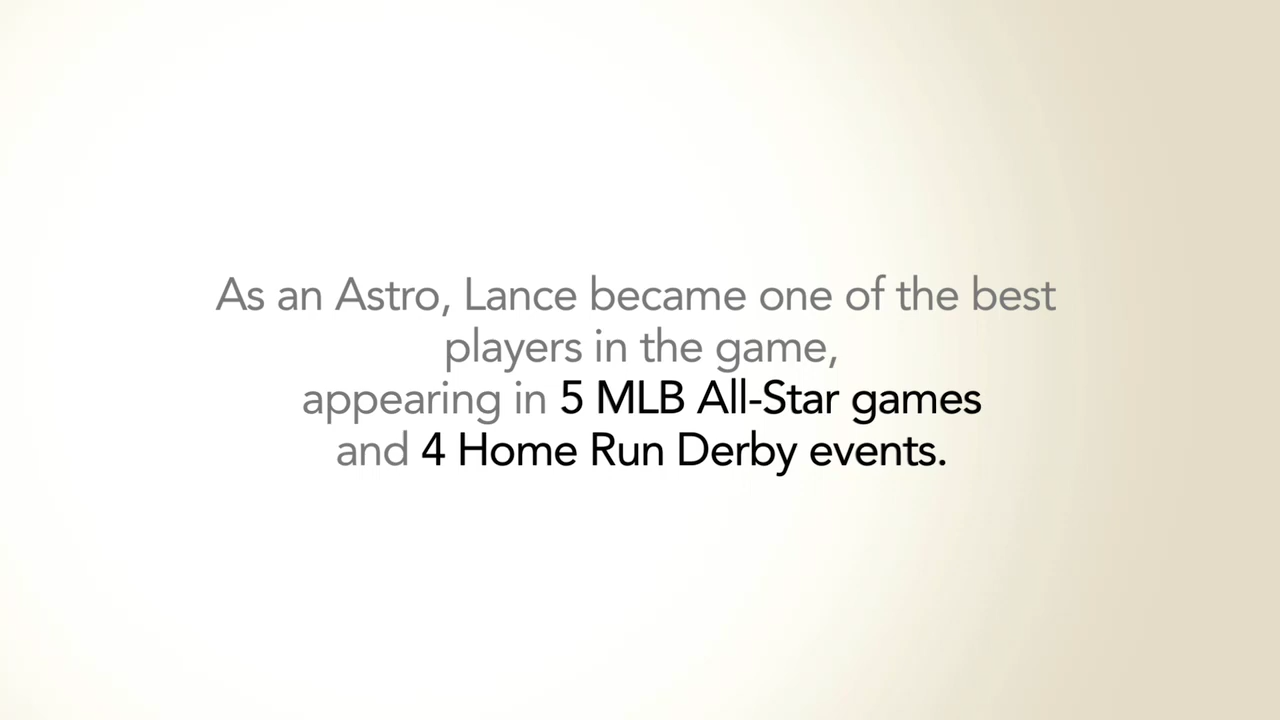 As an Astro, Lance became one of the best
players in the game,
appearing in 5 MLB All-Star games
and 4 Home Run Derby events.